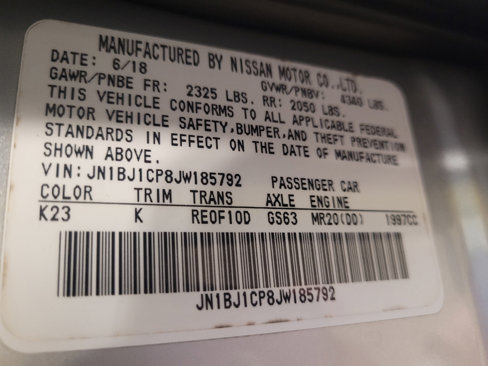 MANUFACTURED BY NISSAN MOTOR CO.,LTD.
DATE: 6/18 GVWR/PNBV: 4340 LBS.
GAWR/PNBE FR: 2325 LBS. RR: 2050 LBS.
THIS VEHICLE CONFORMS TO ALL APPLICABLE FEDERAL
MOTOR VEHICLE SAFETY,BUMPER,AND THEFT PREVENTION
STANDARDS IN EFFECT ON THE DATE OF MANUFACTURE
SHOWN ABOVE.
VIN: JN1BJ1CP8JW185792 PASSENGER CAR
COLOR TRIM TRANS AXLE ENGINE
K23 K RE0F10D GS63 MR20(DD) 1997CC
JN1BJ1CP8JW185792